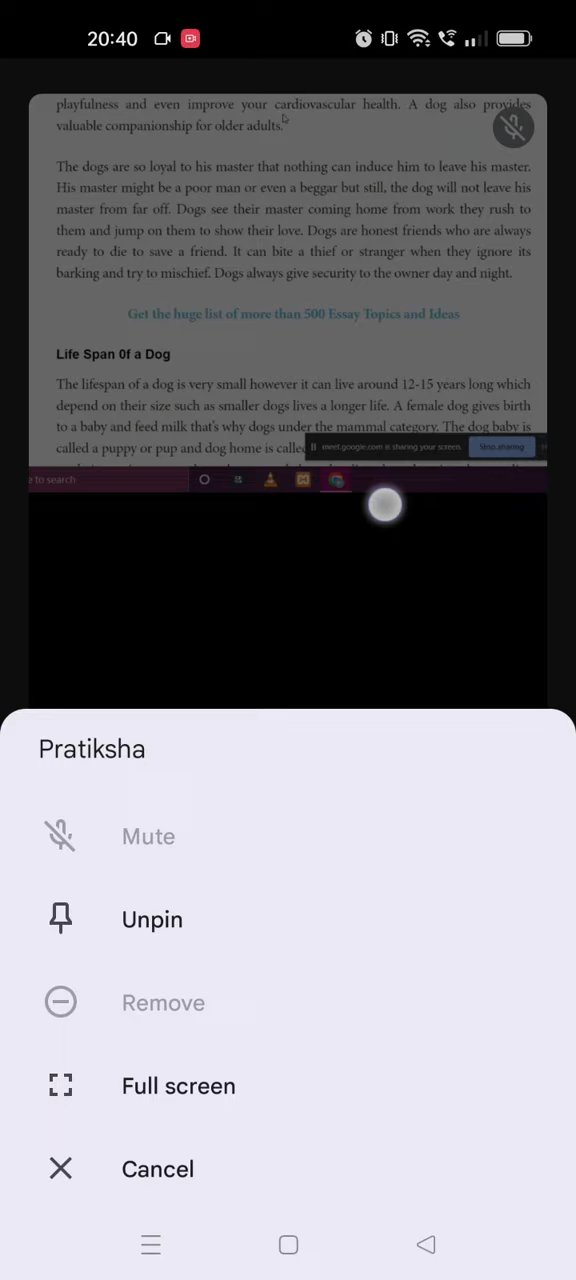 20:40
playfulness and even improve your cardiovascular health. A dog also provides
valuable companionship for older adults.
The dogs are so loyal to his master that nothing can induce him to leave his master.
His master might be a poor man or even a beggar but still, the dog will not leave his
master from far off. Dogs see their master coming home from work they rush to
them and jump on them to show their love. Dogs are honest friends who are always
ready to die to save a friend. It can bite a thief or stranger when they ignore its
barking and try to mischief. Dogs always give security to the owner day and night.
Get the huge list of more than 500 Essay Topics and Ideas
Life Span 0f a Dog
The lifespan of a dog is very small however it can live around 12-15 years long which
depend on their size such as smaller dogs lives a longer life. A female dog gives birth
to a baby and feed milk that's why dogs under the mammal category. The dog baby is
called a puppy or pup and dog home is called
meet.google.com is sharing your screen.
Stop sharing
e to search
Pratiksha
Mute
Unpin
Remove
Full screen
Cancel